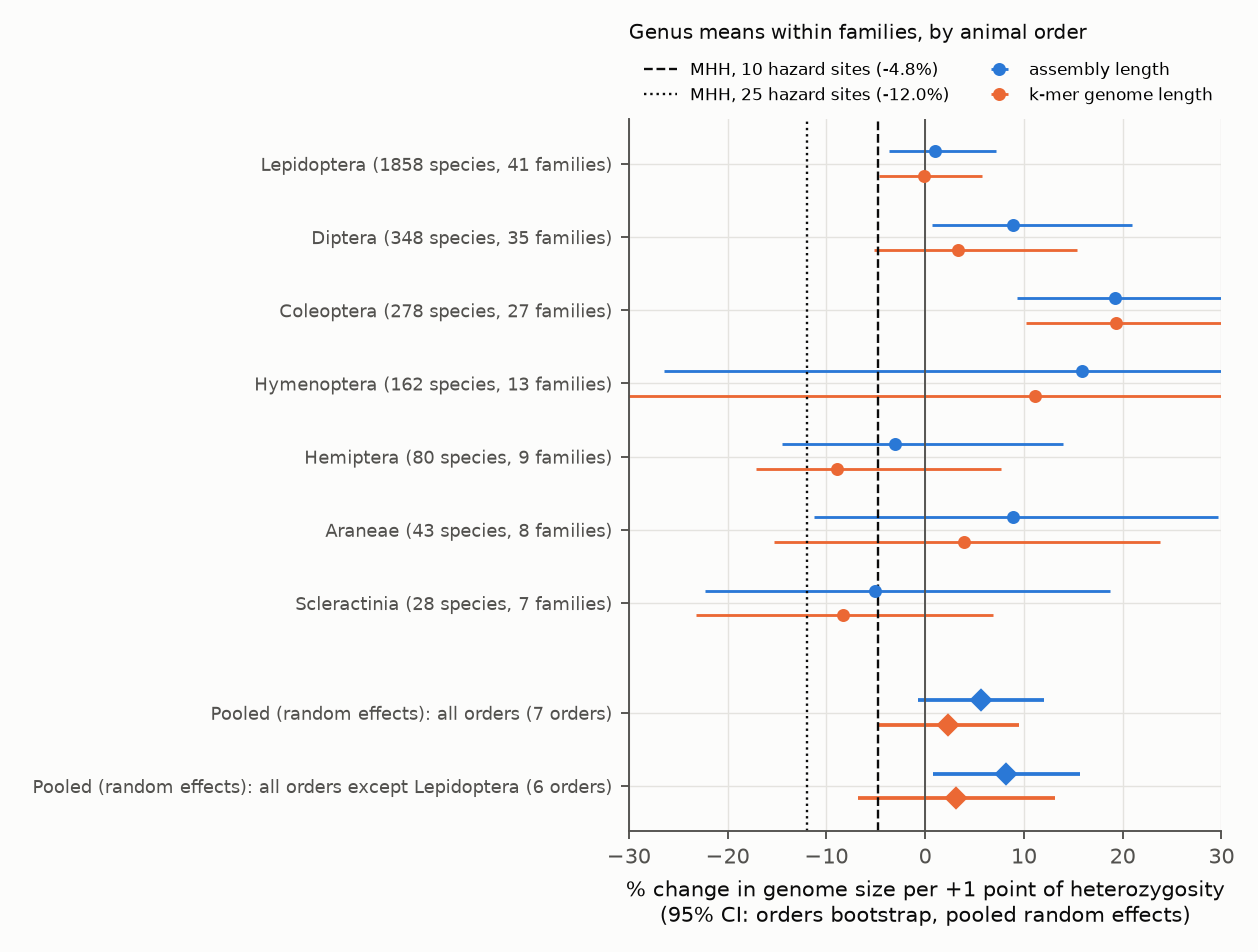 Genus means within families, by animal order
MHH, 10 hazard sites (-4.8%)
MHH, 25 hazard sites (-12.0%)
assembly length
k-mer genome length
Lepidoptera (1858 species, 41 families)
Diptera (348 species, 35 families)
Coleoptera (278 species, 27 families)
Hymenoptera (162 species, 13 families)
Hemiptera (80 species, 9 families)
Araneae (43 species, 8 families)
Scleractinia (28 species, 7 families)
Pooled (random effects): all orders (7 orders)
Pooled (random effects): all orders except Lepidoptera (6 orders)
−30 −20 −10 0 10 20 30
% change in genome size per +1 point of heterozygosity
(95% CI: orders bootstrap, pooled random effects)